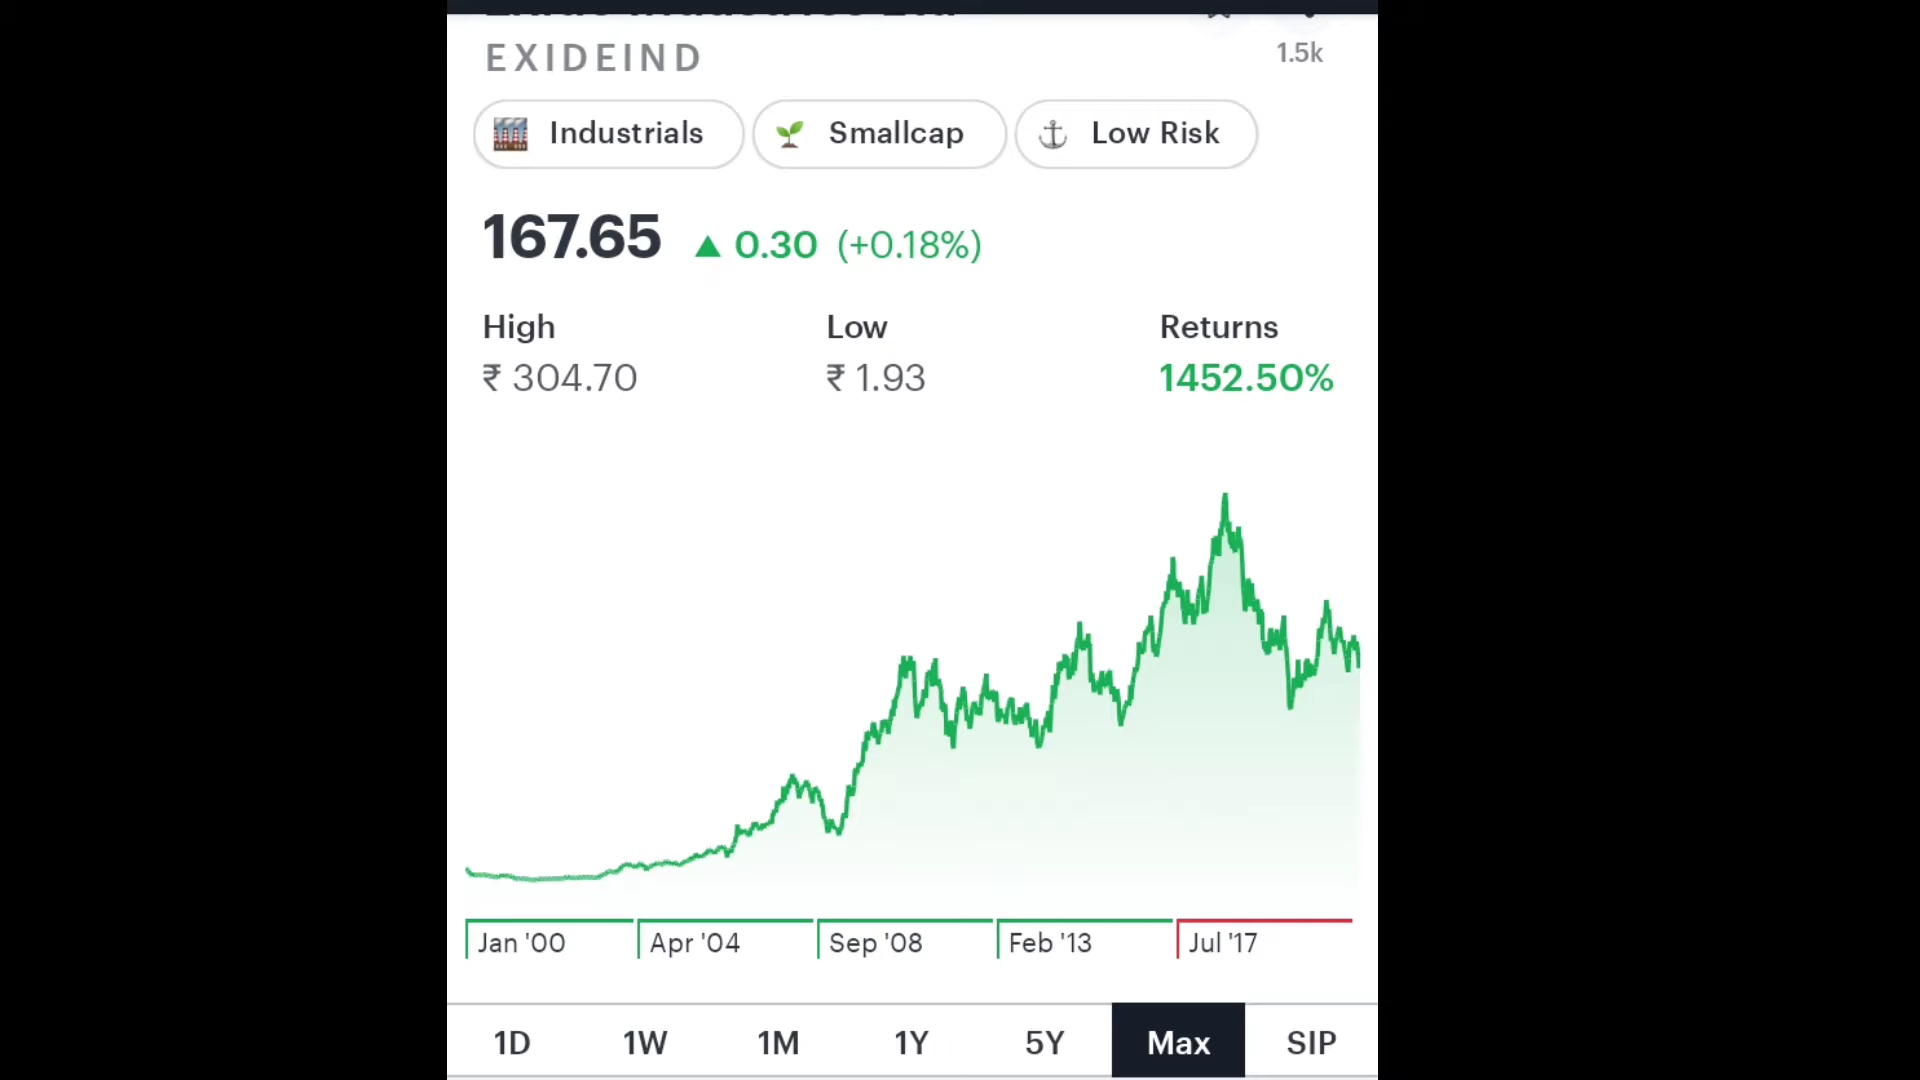 EXIDEIND
1.5k
Industrials
Smallcap
Low Risk
167.65 ▲ 0.30 (+0.18%)
High Low Returns
₹ 304.70 ₹ 1.93 1452.50%
Jan '00 Apr '04 Sep '08 Feb '13 Jul '17
1D 1W 1M 1Y 5Y Max SIP